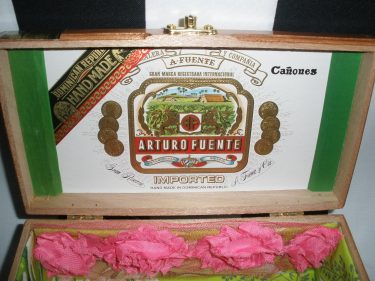 DOMINICAN REPUBLIC
HAND MADE
A. FUENTE
Y COMPAÑIA
GRAN MARCA REGISTRADA INTERNACIONAL
Cañones
ARTURO FUENTE
IMPORTED
HAND MADE IN DOMINICAN REPUBLIC